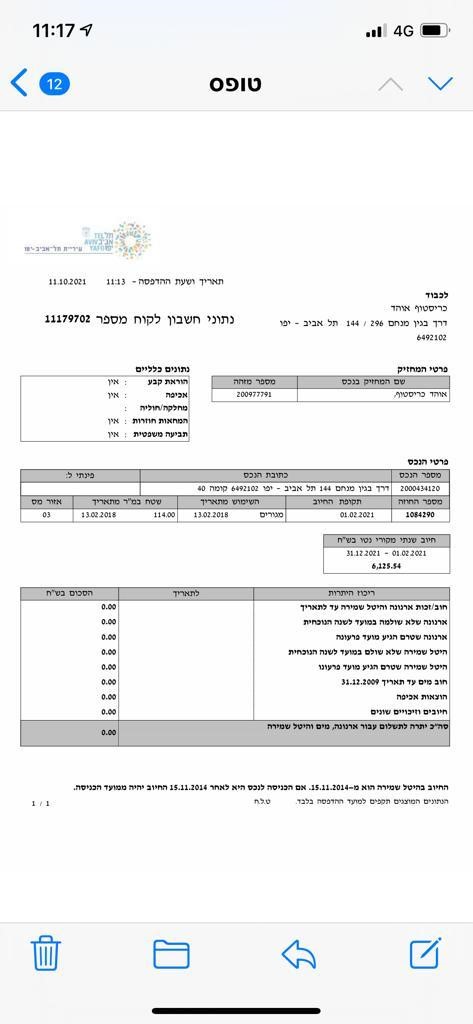 11:17
4G
12
טופס
TEL AVIV YAFO
תל אביב יפו
עיריית תל-אביב-יפו
תאריך ושעת ההדפסה - 11:13 11.10.2021
לכבוד
כריסטוף אוהד
דרך בגין מנחם 296 / 144 תל אביב - יפו
6492102
נתוני חשבון לקוח מספר 11179702
פרטי המחזיק
שם המחזיק בנכס מספר מזהה
אוהד כריסטוף, 200977791
נתונים כלליים
הוראת קבע : אין
אכיפה : אין
מחלקה/חוליה :
המחאות חוזרות : אין
תביעה משפטית : אין
פרטי הנכס
מספר הנכס כתובת הנכס פינתי ל:
2000434120 דרך בגין מנחם 144 תל אביב - יפו 6492102 קומה 40
מספר החוזה תקופת החיוב השימוש מתאריך שטח במ"ר מתאריך אזור מס
1084290 01.02.2021 מגורים 13.02.2018 114.00 13.02.2018 03
חיוב שנתי מקורי נטו בש"ח
31.12.2021 - 01.02.2021
6,125.54
ריכוז היתרות לתאריך הסכום בש"ח
חוב/זכות ארנונה והיטל שמירה עד לתאריך 0.00
ארנונה שלא שולמה במועד לשנה הנוכחית 0.00
ארנונה שטרם הגיע מועד פרעונה 0.00
היטל שמירה שלא שולם במועד לשנה הנוכחית 0.00
היטל שמירה שטרם הגיע מועד פרעונו 0.00
חוב מים עד תאריך 31.12.2009 0.00
הוצאות אכיפה 0.00
חיובים וזיכויים שונים 0.00
סה"כ יתרה לתשלום עבור ארנונה, מים והיטל שמירה 0.00
החיוב בהיטל שמירה הוא מ-15.11.2014. אם הכניסה לנכס היא לאחר 15.11.2014 החיוב יהיה ממועד הכניסה.
הנתונים המוצגים תקפים למועד ההדפסה בלבד. ט.ל.ח
1 / 1